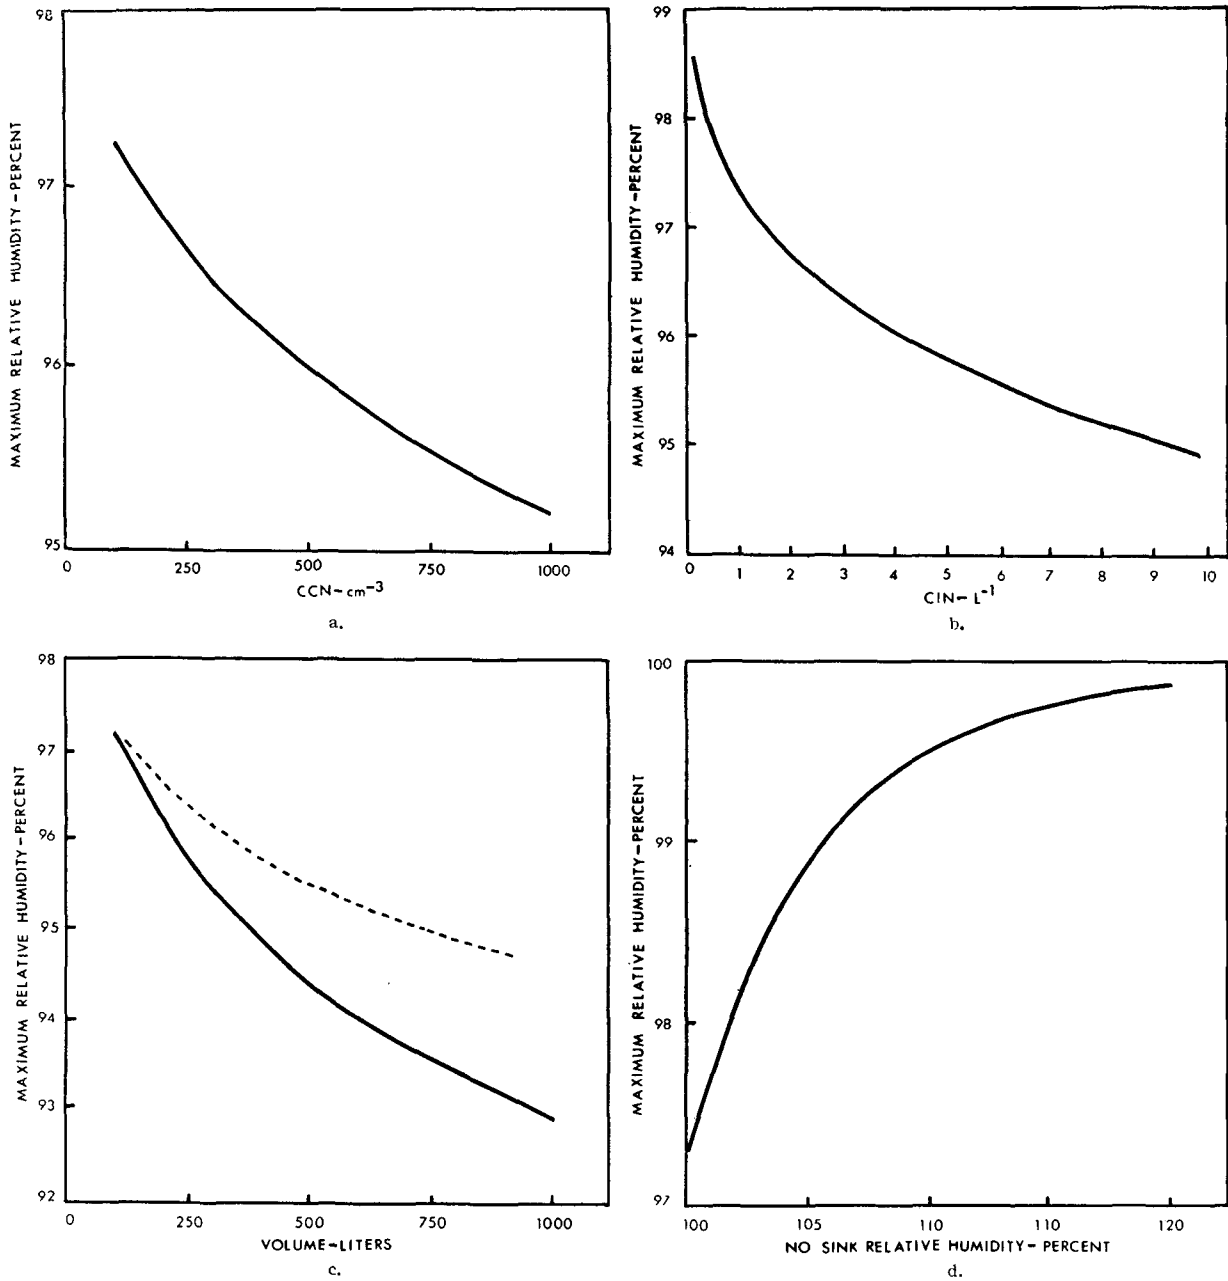 98
97
96
95
MAXIMUM RELATIVE HUMIDITY-PERCENT
0 250 500 750 1000
CCN-cm⁻³
a.
99
98
97
96
95
94
MAXIMUM RELATIVE HUMIDITY-PERCENT
0 1 2 3 4 5 6 7 8 9 10
CIN-L⁻¹
b.
98
97
96
95
94
93
92
MAXIMUM RELATIVE HUMIDITY-PERCENT
0 250 500 750 1000
VOLUME-LITERS
c.
100
99
98
97
MAXIMUM RELATIVE HUMIDITY-PERCENT
100 105 110 110 120
NO SINK RELATIVE HUMIDITY-PERCENT
d.